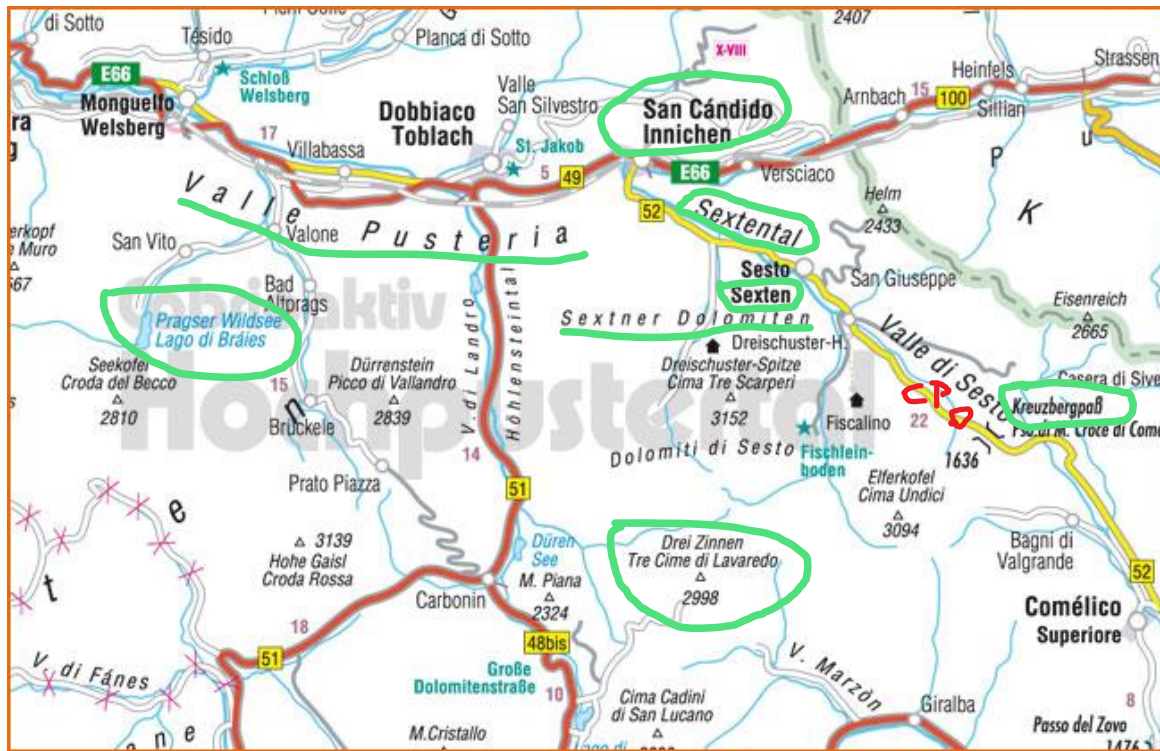 di Sotto
Tésido
Planca di Sotto
2407
X-VIII
Strassen
E66
Schloß
Welsberg
Valle
San Silvestro
San Cándido
Innichen
Heinfels
Arnbach
15
100
Sillian
Monguelfo
Welsberg
Dobbiaco
Toblach
17
Villabassa
St. Jakob
5
49
E66
Versciaco
P
u
K
Valle
Pusteria
52
Sextental
Helm
2433
San Vito
Valone
Sesto
Sexten
San Giuseppe
Bad
Altprags
Eisenreich
2665
Pragser Wildsee
Lago di Bráies
Sextner Dolomiten
Dreischuster-H.
Valle di Sesto
Seekofel
Croda del Becco
2810
Dürrenstein
Picco di Vallandro
2839
V. di Landro
Höhlensteintal
Dreischuster-Spitze
Cima Tre Scarperi
3152
Kreuzbergpaß
Hochpustertal
15
Brückele
n
Fiscalino
22
Dolomiti di Sesto
Fischlein-
boden
1636
14
Prato Piazza
51
Elferkofel
Cima Undici
3094
e
t
3139
Hohe Gaisl
Croda Rossa
Düren
See
Drei Zinnen
Tre Cime di Lavaredo
2998
Bagni di
Valgrande
52
Carbonin
M. Piana
2324
Comélico
Superiore
18
51
48bis
V. di Fánes
Große
Dolomitenstraße
10
V. Marzòn
Cima Cadini
di San Lucano
Giralba
8
M.Cristallo
Passo del Zovo
1476